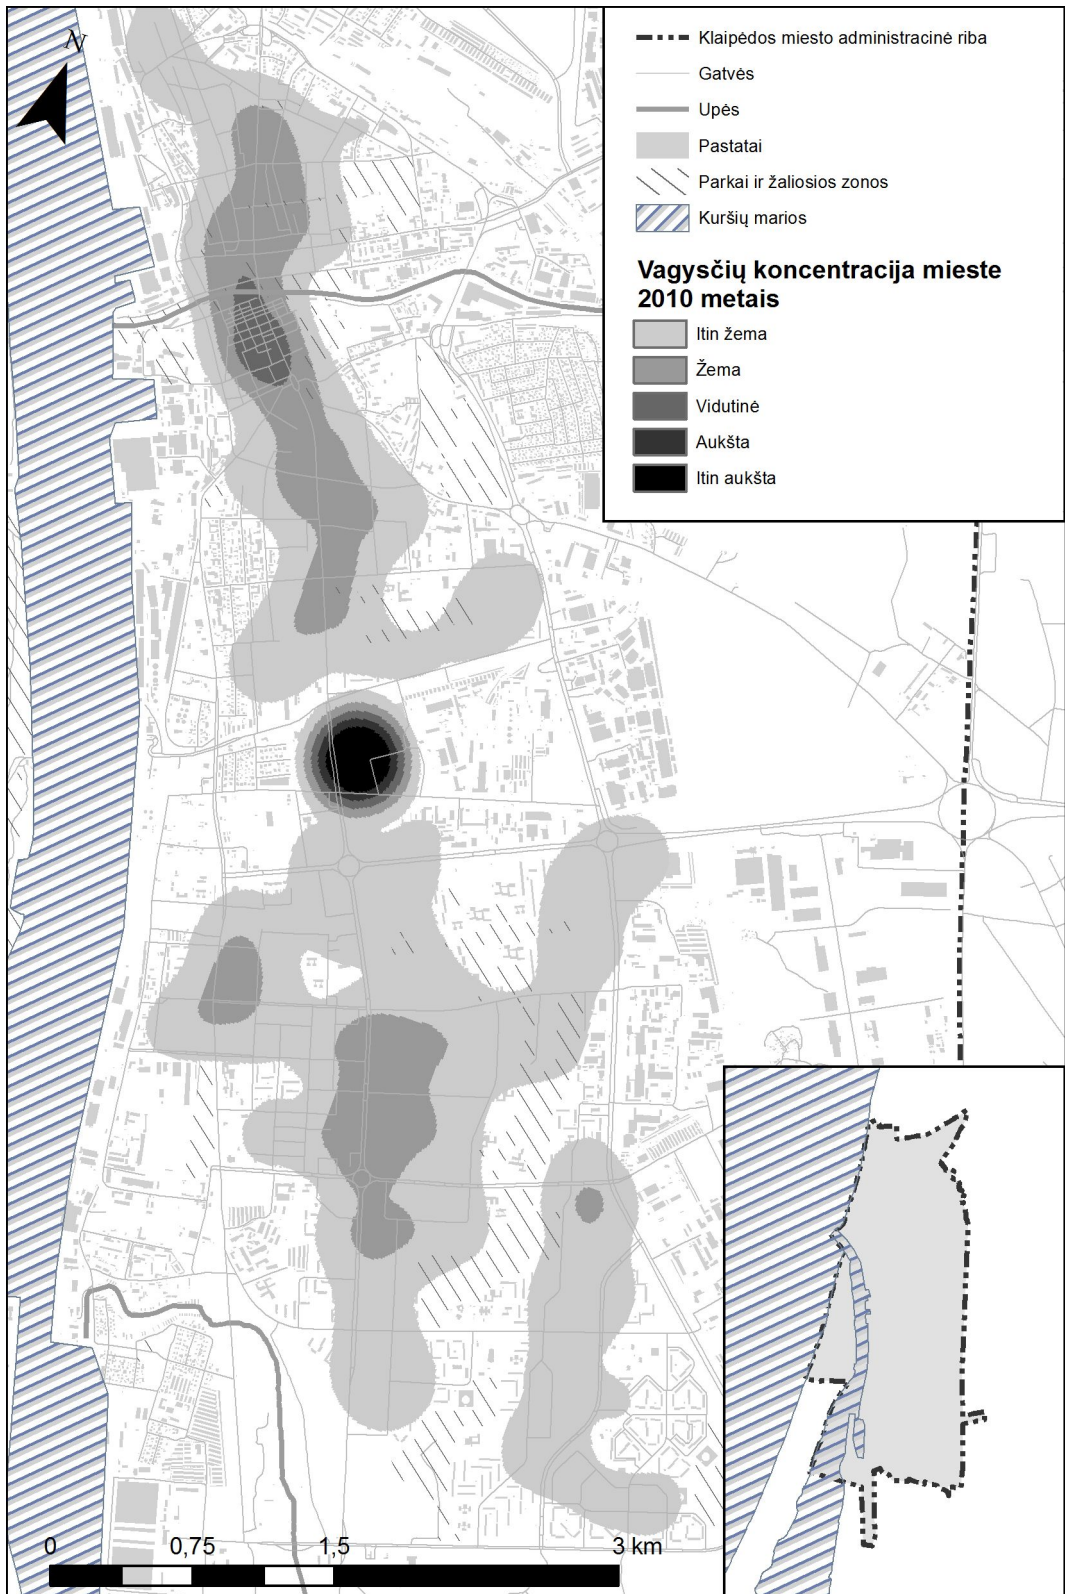 N
Klaipėdos miesto administracinė riba
Gatvės
Upės
Pastatai
Parkai ir žaliosios zonos
Kuršių marios
Vagysčių koncentracija mieste
2010 metais
Itin žema
Žema
Vidutinė
Aukšta
Itin aukšta
0 0,75 1,5 3 km